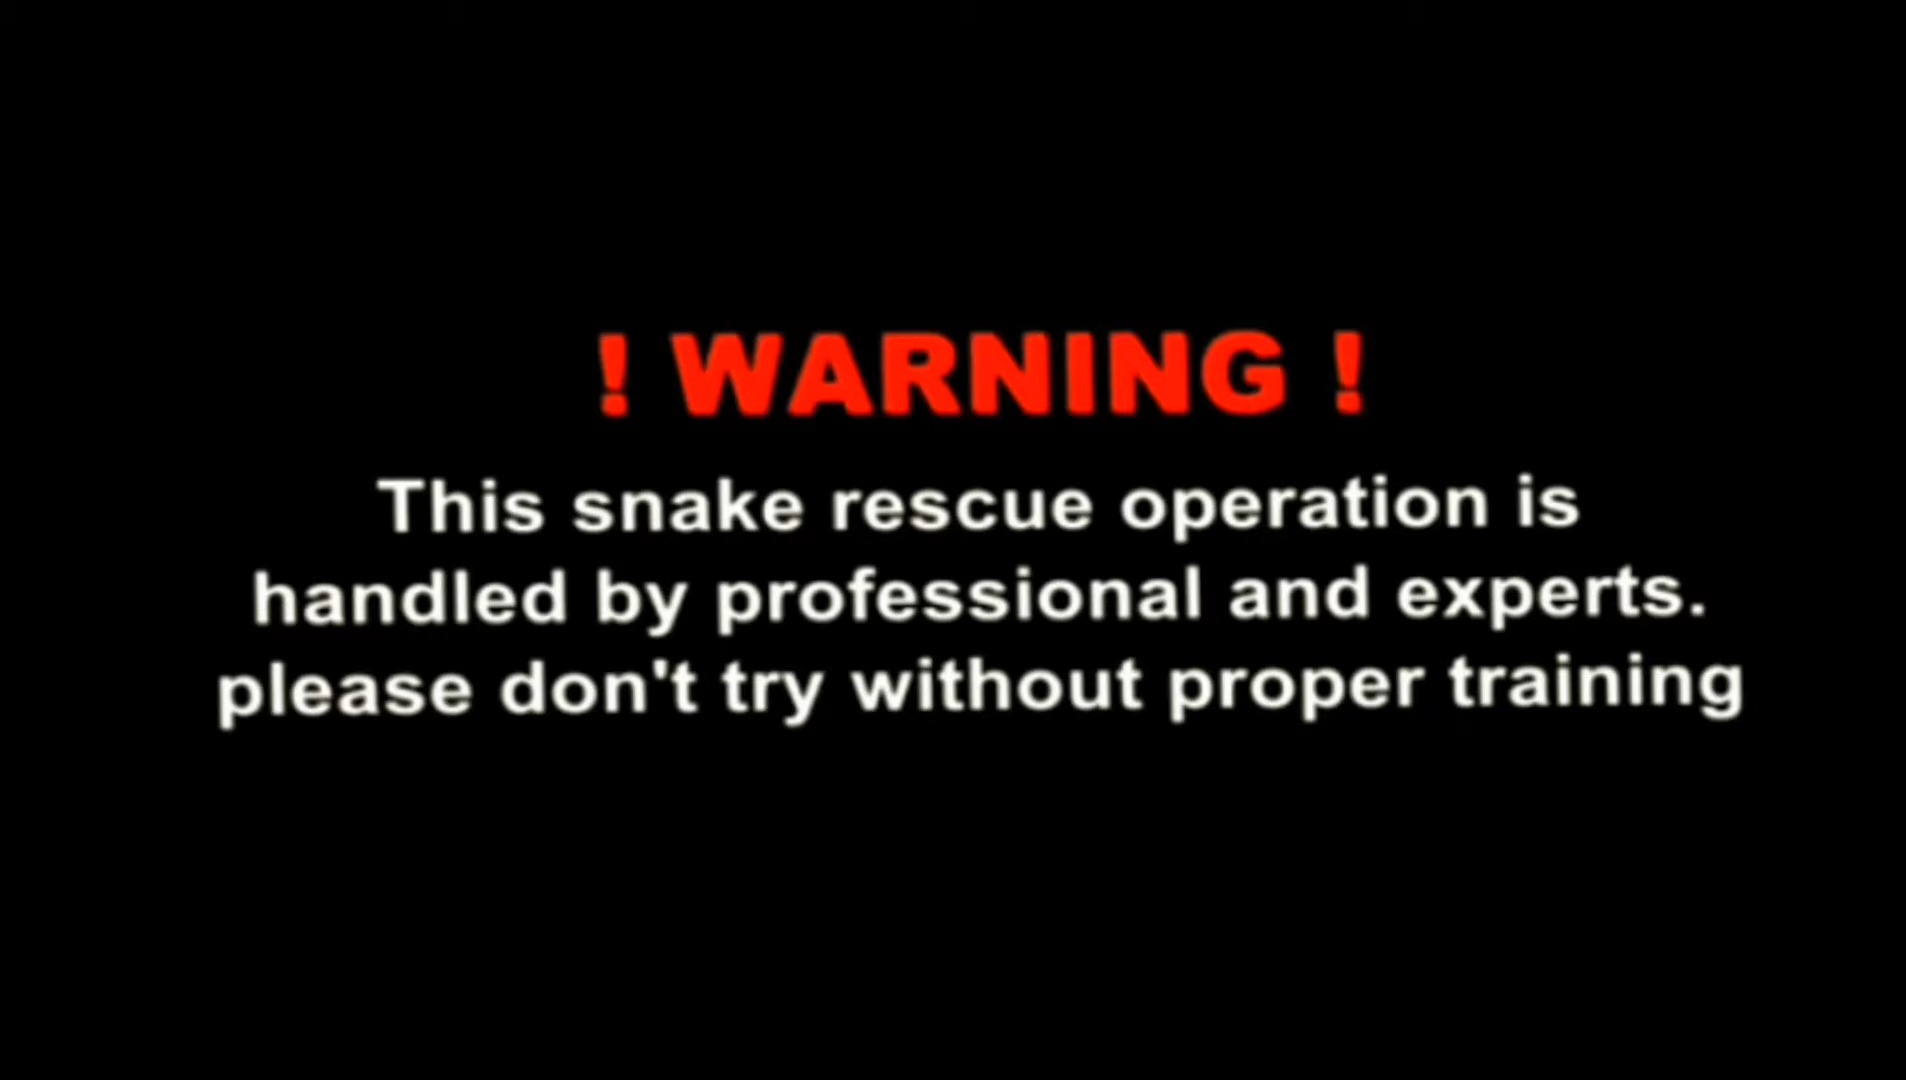 ! WARNING !
This snake rescue operation is
handled by professional and experts.
please don't try without proper training